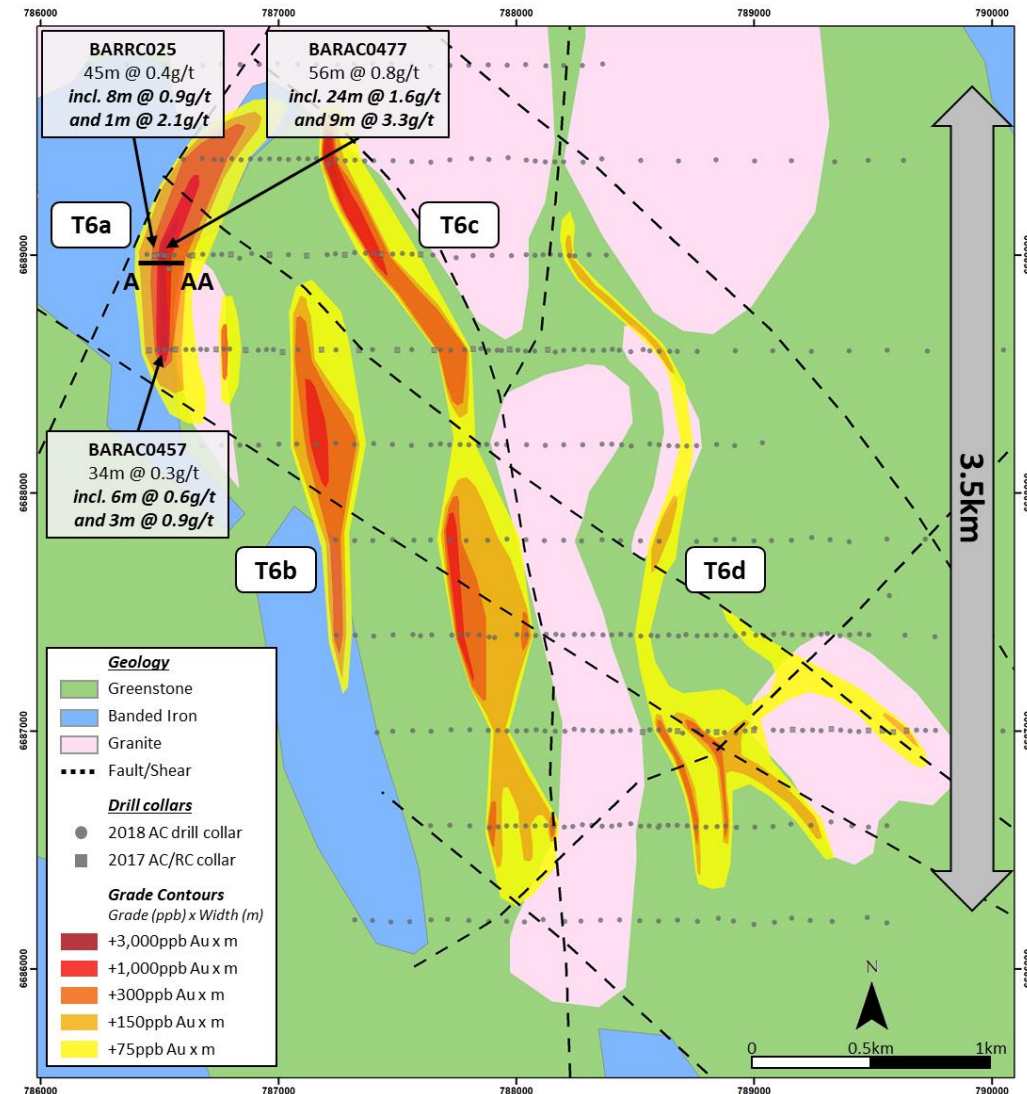 786000
787000
788000
789000
790000
BARRC025
45m @ 0.4g/t
incl. 8m @ 0.9g/t
and 1m @ 2.1g/t
BARAC0477
56m @ 0.8g/t
incl. 24m @ 1.6g/t
and 9m @ 3.3g/t
T6a
T6c
6689000
6689000
A
AA
BARAC0457
34m @ 0.3g/t
incl. 6m @ 0.6g/t
and 3m @ 0.9g/t
6688000
6688000
3.5km
T6b
T6d
6687000
6687000
6686000
6686000
Geology
Greenstone
Banded Iron
Granite
Fault/Shear
Drill collars
2018 AC drill collar
2017 AC/RC collar
Grade Contours
Grade (ppb) x Width (m)
+3,000ppb Au x m
+1,000ppb Au x m
+300ppb Au x m
+150ppb Au x m
+75ppb Au x m
N
0
0.5km
1km
786000
787000
788000
789000
790000